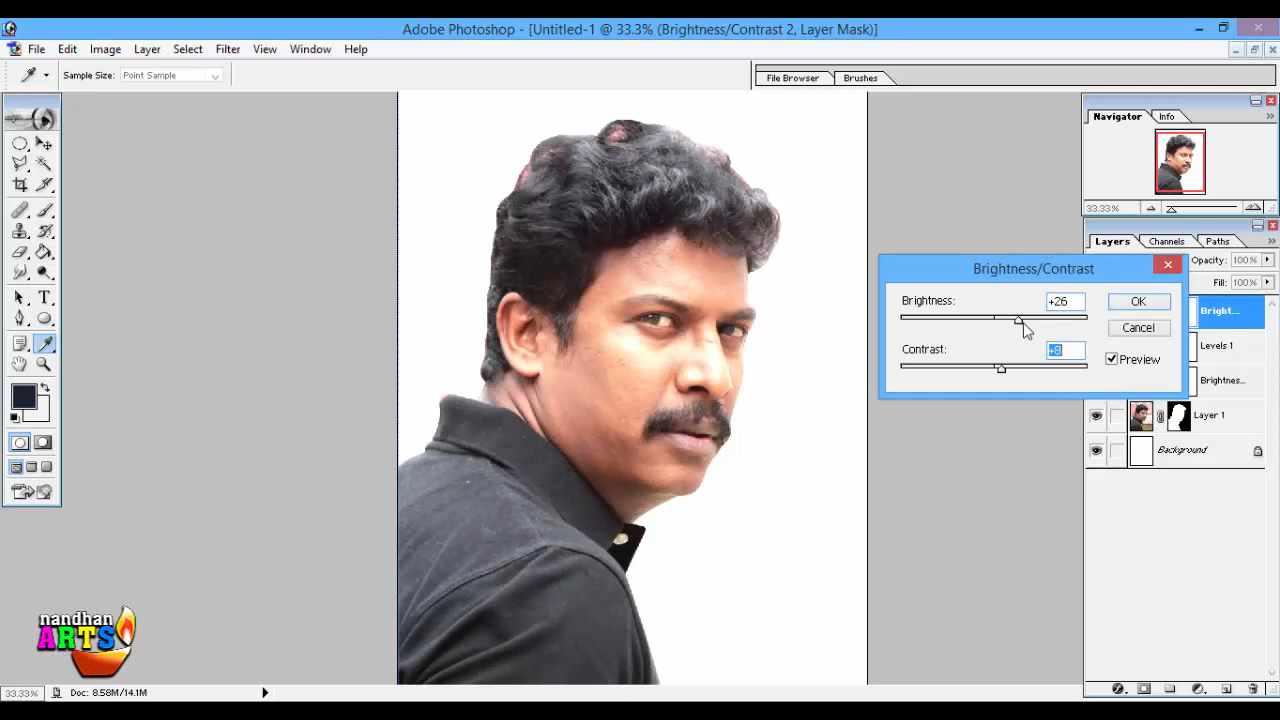 Adobe Photoshop - [Untitled-1 @ 33.3% (Brightness/Contrast 2, Layer Mask)]
File Edit Image Layer Select Filter View Window Help
Sample Size: Point Sample
File Browser Brushes
Navigator Info
33.33%
Layers Channels Paths
Opacity: 100%
Fill: 100%
Bright...
Levels 1
Brightnes...
Layer 1
Background
Brightness/Contrast
Brightness: +26
OK
Cancel
Contrast: +8
Preview
nandhan
ARTS
33.33% Doc: 8.58M/14.1M